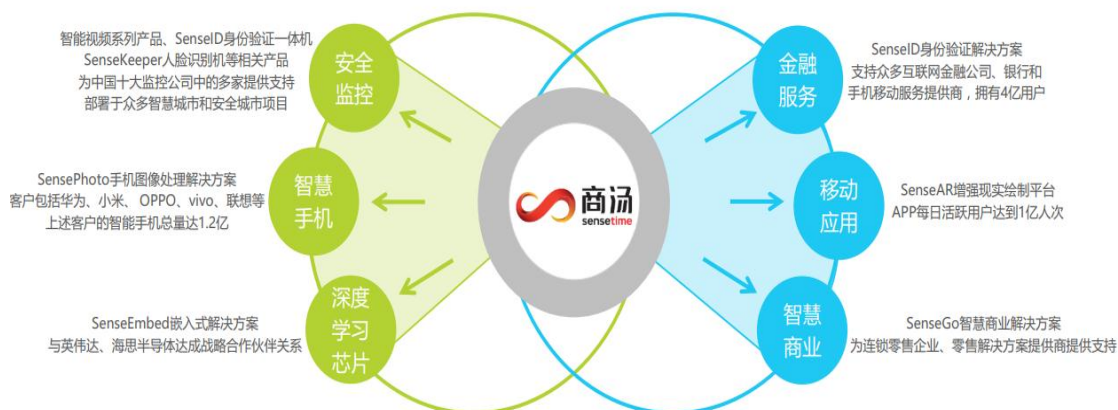 智能视频系列产品、SenseID身份验证一体机
SenseKeeper人脸识别机等相关产品
为中国十大监控公司中的多家提供支持
部署于众多智慧城市和安全城市项目
安全
监控
SensePhoto手机图像处理解决方案
客户包括华为、小米、OPPO、vivo、联想等
上述客户的智能手机总量达1.2亿
智慧
手机
SenseEmbed嵌入式解决方案
与英伟达、海思半导体达成战略合作伙伴关系
深度
学习
芯片
商汤
sensetime
金融
服务
SenseID身份验证解决方案
支持众多互联网金融公司、银行和
手机移动服务提供商，拥有4亿用户
移动
应用
SenseAR增强现实绘制平台
APP每日活跃用户达到1亿人次
智慧
商业
SenseGo智慧商业解决方案
为连锁零售企业、零售解决方案提供商提供支持